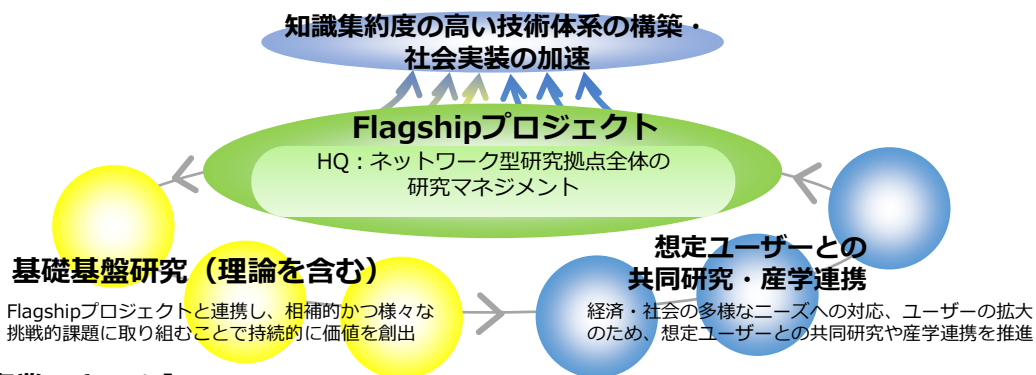 知識集約度の高い技術体系の構築・
社会実装の加速
Flagshipプロジェクト
HQ：ネットワーク型研究拠点全体の
研究マネジメント
基礎基盤研究（理論を含む）
Flagshipプロジェクトと連携し、相補的かつ様々な
挑戦的課題に取り組むことで持続的に価値を創出
想定ユーザーとの
共同研究・産学連携
経済・社会の多様なニーズへの対応、ユーザーの拡大
のため、想定ユーザーとの共同研究や産学連携を推進